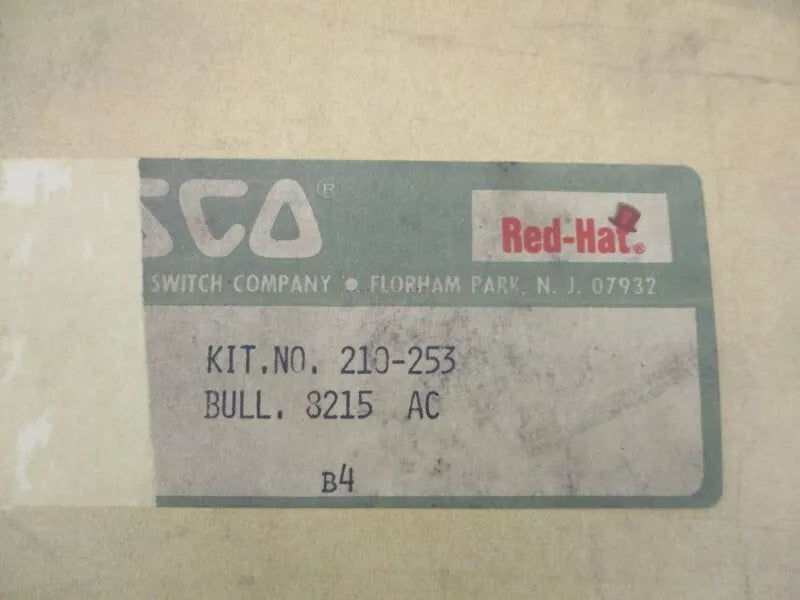 SCO®
Red-Hat®
SWITCH COMPANY • FLORHAM PARK, N. J. 07932
KIT.NO. 210-253
BULL. 8215 AC
B4